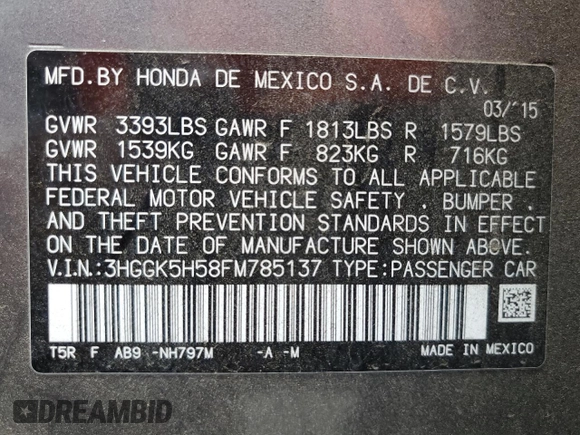 MFD.BY HONDA DE MEXICO S.A. DE C.V.
03/'15
GVWR 3393LBS GAWR F 1813LBS R 1579LBS
GVWR 1539KG GAWR F 823KG R 716KG
THIS VEHICLE CONFORMS TO ALL APPLICABLE
FEDERAL MOTOR VEHICLE SAFETY . BUMPER .
AND THEFT PREVENTION STANDARDS IN EFFECT
ON THE DATE OF MANUFACTURE SHOWN ABOVE.
V.I.N.:3HGGK5H58FM785137 TYPE:PASSENGER CAR
T5R F AB9 -NH797M -A -M MADE IN MEXICO
DREAMBID